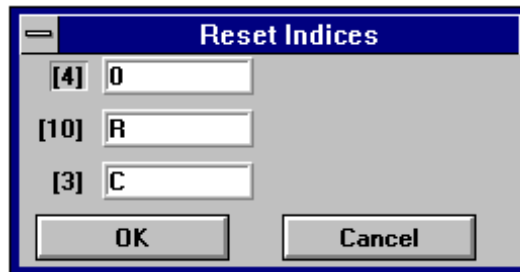 Reset Indices
[4] 0
[10] R
[3] C
OK Cancel